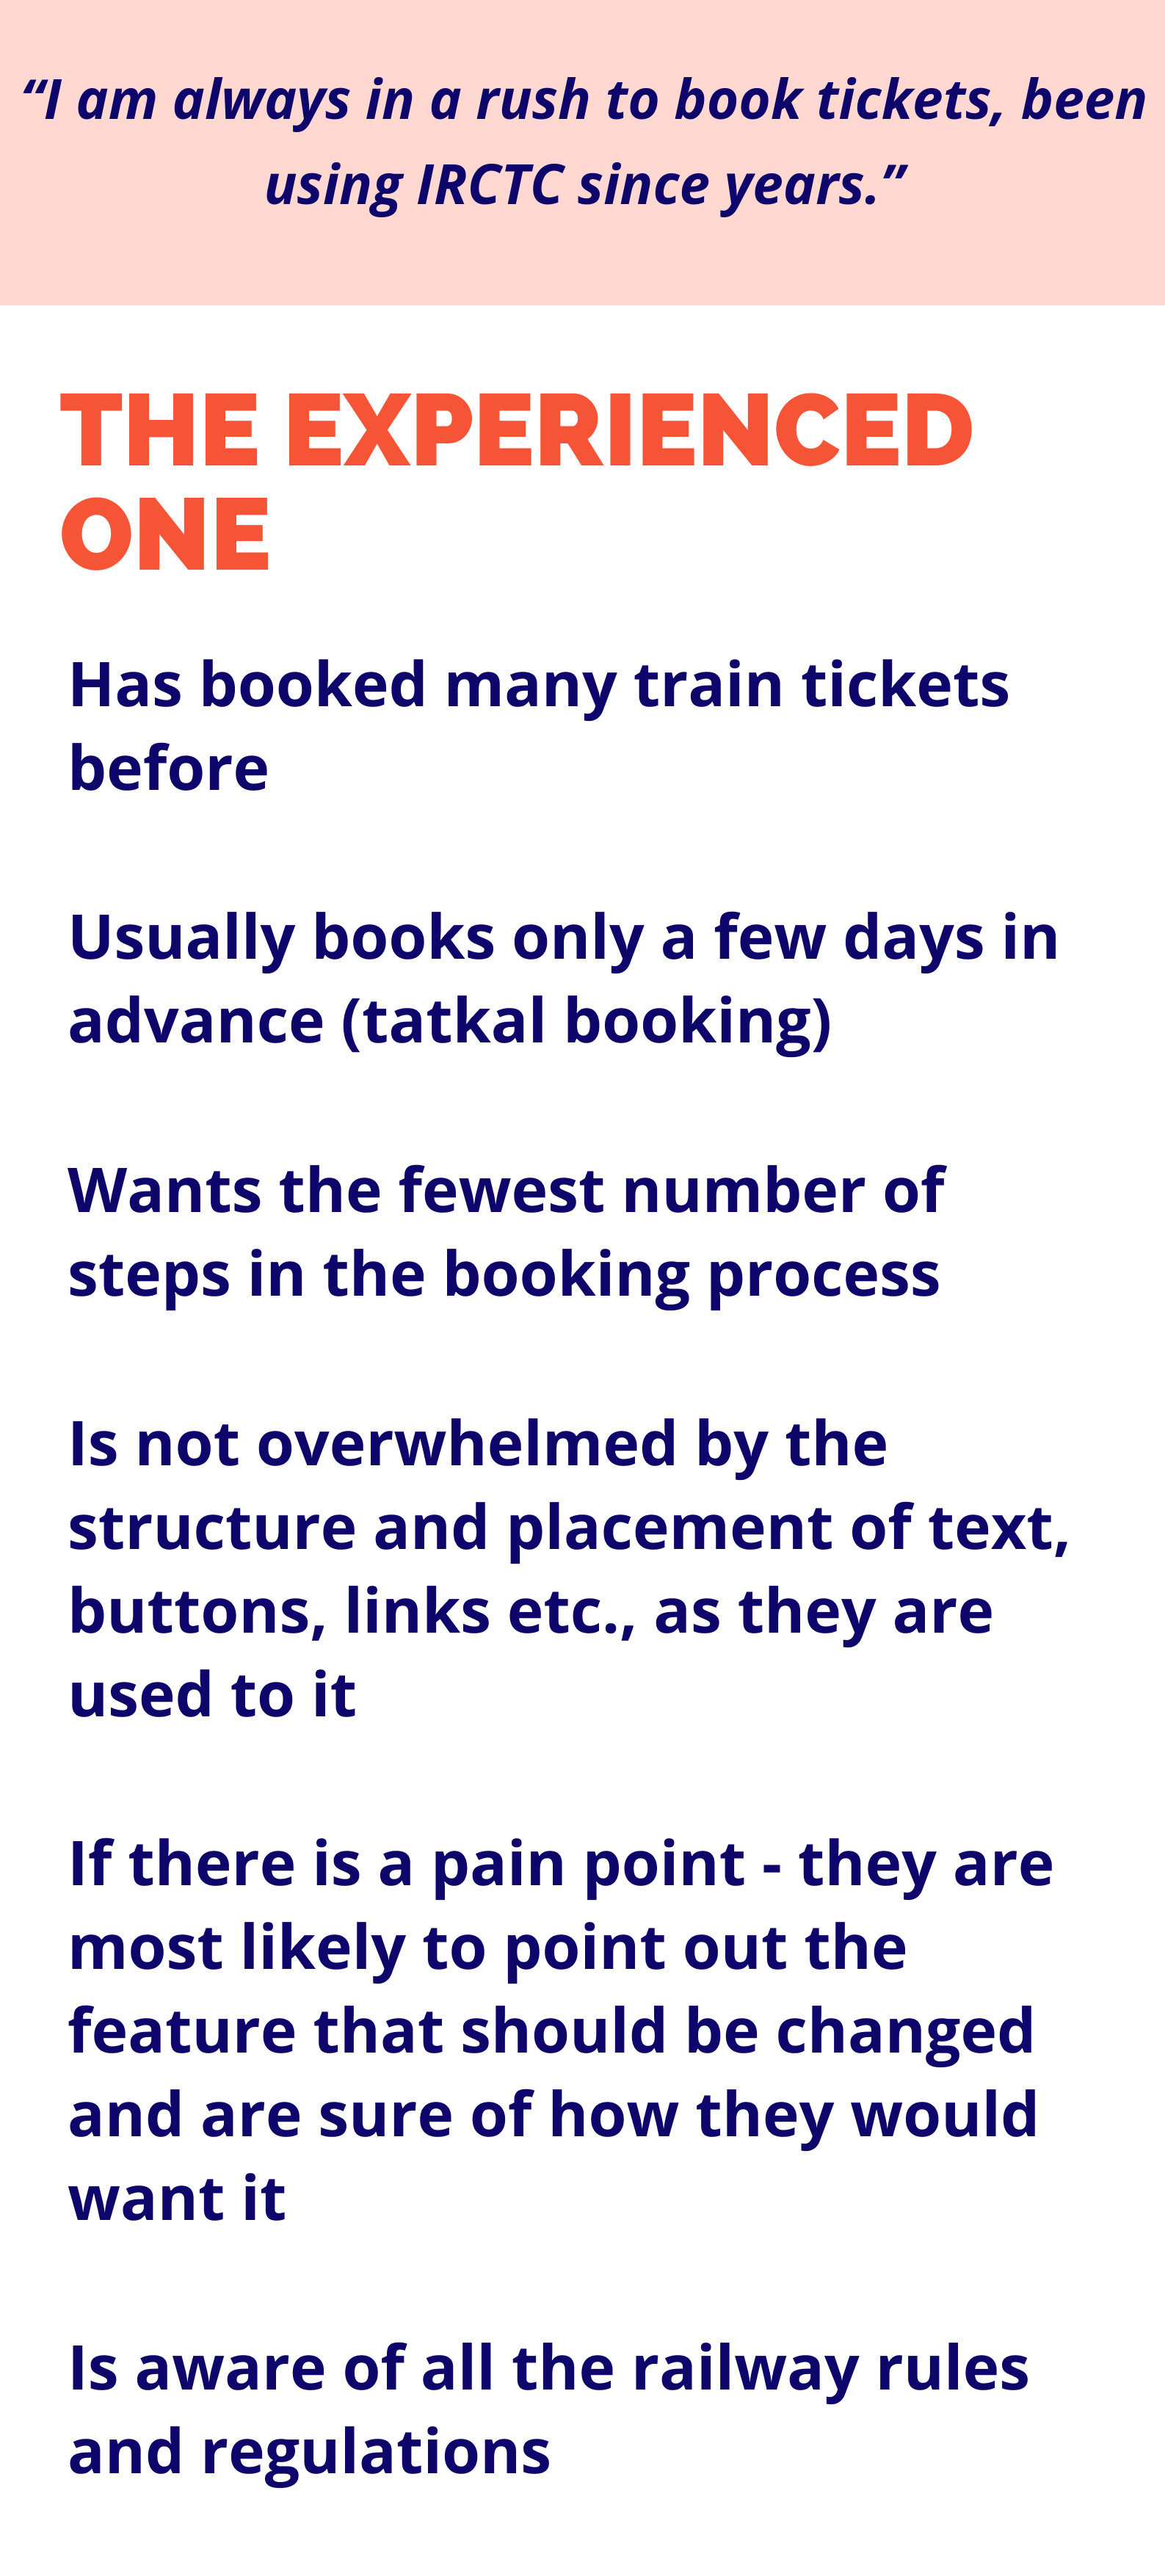 “I am always in a rush to book tickets, been
using IRCTC since years.”
THE EXPERIENCED
ONE
Has booked many train tickets
before
Usually books only a few days in
advance (tatkal booking)
Wants the fewest number of
steps in the booking process
Is not overwhelmed by the
structure and placement of text,
buttons, links etc., as they are
used to it
If there is a pain point - they are
most likely to point out the
feature that should be changed
and are sure of how they would
want it
Is aware of all the railway rules
and regulations